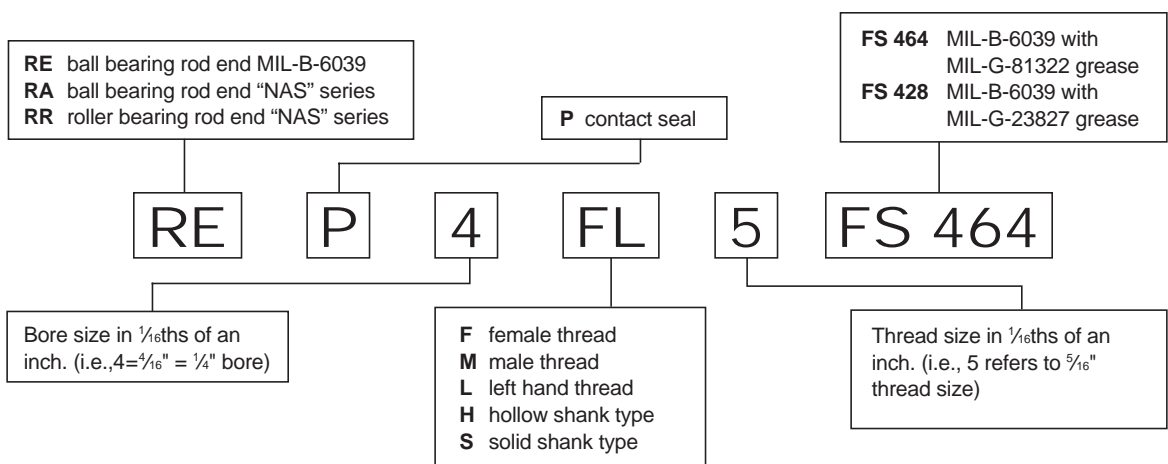 RE ball bearing rod end MIL-B-6039
RA ball bearing rod end “NAS” series
RR roller bearing rod end “NAS” series
P contact seal
FS 464 MIL-B-6039 with
MIL-G-81322 grease
FS 428 MIL-B-6039 with
MIL-G-23827 grease
RE P 4 FL 5 FS 464
Bore size in 1⁄16ths of an
inch. (i.e.,4=4⁄16" = 1⁄4" bore)
F female thread
M male thread
L left hand thread
H hollow shank type
S solid shank type
Thread size in 1⁄16ths of an
inch. (i.e., 5 refers to 5⁄16"
thread size)